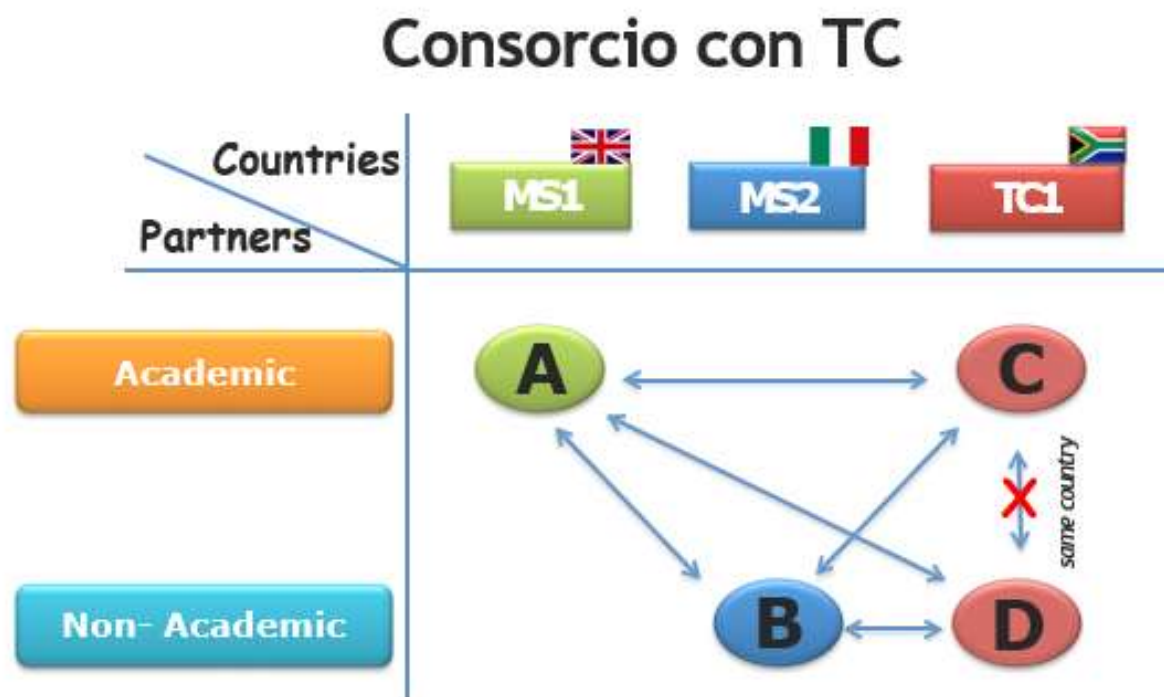 Consorcio con TC
Countries
Partners
MS1
MS2
TC1
Academic
A
C
same country
Non- Academic
B
D